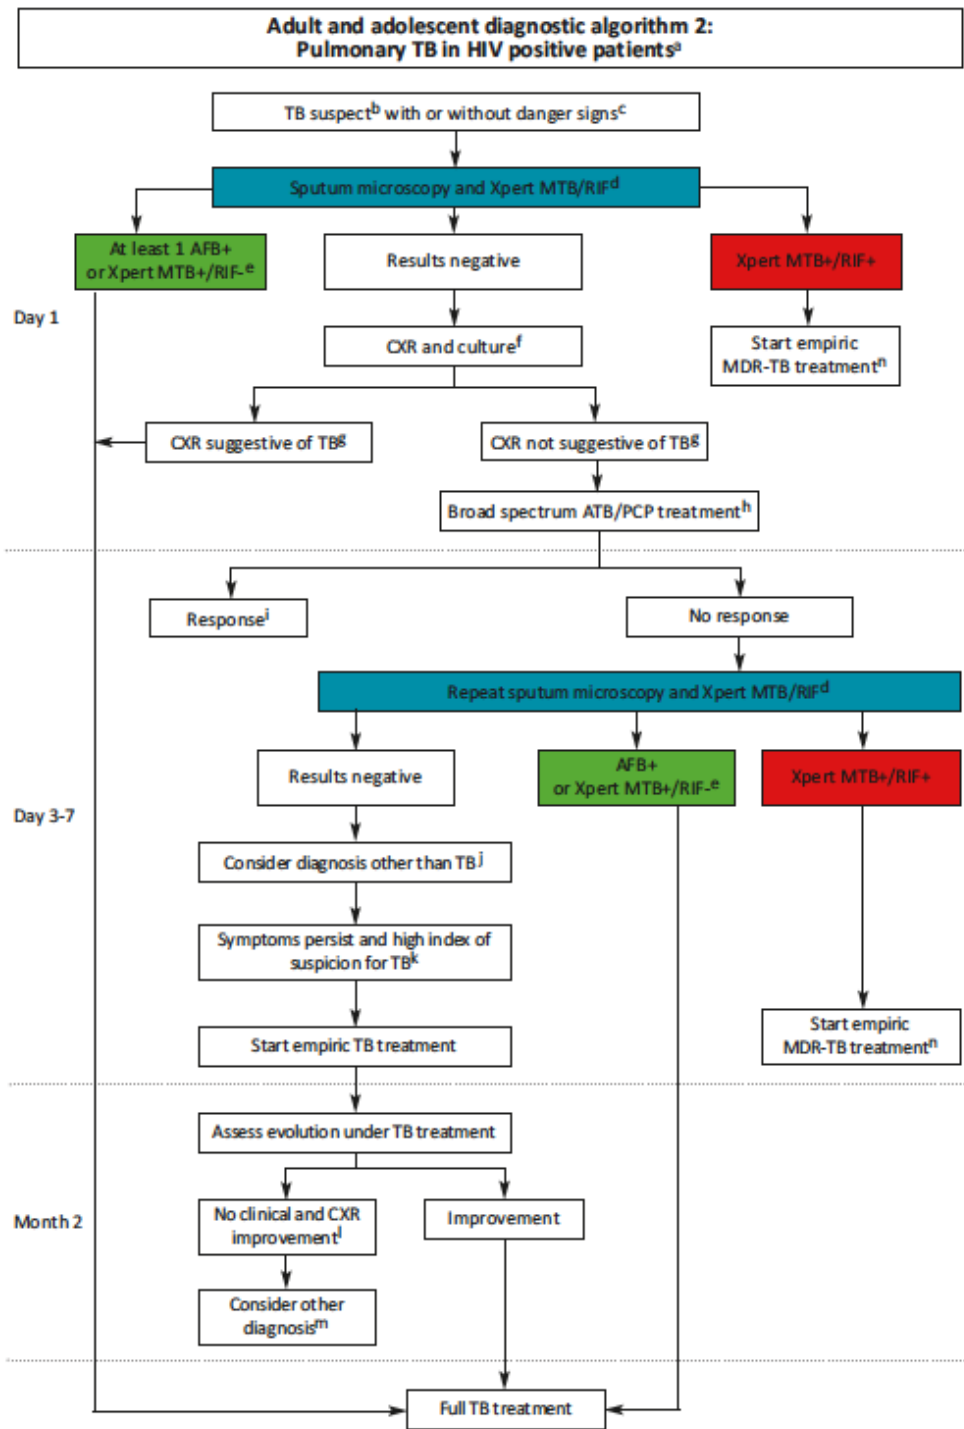 Adult and adolescent diagnostic algorithm 2:
Pulmonary TB in HIV positive patientsᵃ
TB suspectᵇ with or without danger signsᶜ
Sputum microscopy and Xpert MTB/RIFᵈ
At least 1 AFB+
or Xpert MTB+/RIF-ᵉ
Results negative
Xpert MTB+/RIF+
Day 1
CXR and cultureᶠ
Start empiric
MDR-TB treatmentⁿ
CXR suggestive of TBᵍ
CXR not suggestive of TBᵍ
Broad spectrum ATB/PCP treatmentʰ
Responseⁱ
No response
Repeat sputum microscopy and Xpert MTB/RIFᵈ
Results negative
AFB+
or Xpert MTB+/RIF-ᵉ
Xpert MTB+/RIF+
Day 3-7
Consider diagnosis other than TBʲ
Symptoms persist and high index of
suspicion for TBᵏ
Start empiric TB treatment
Start empiric
MDR-TB treatmentⁿ
Assess evolution under TB treatment
Month 2
No clinical and CXR
improvementˡ
Improvement
Consider other
diagnosisᵐ
Full TB treatment